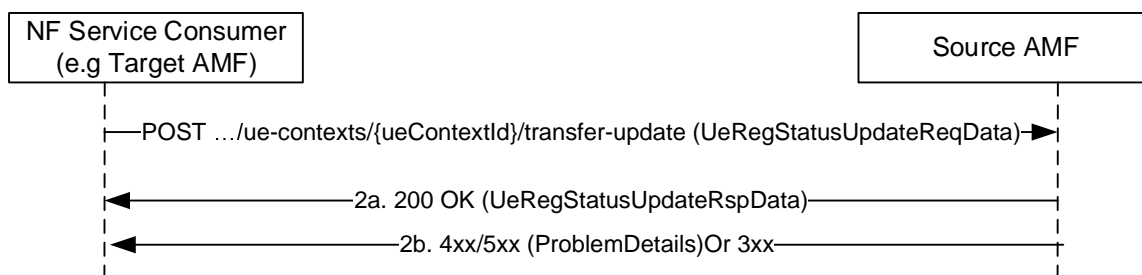 NF Service Consumer
(e.g Target AMF)
Source AMF
POST …/ue-contexts/{ueContextId}/transfer-update (UeRegStatusUpdateReqData)
2a. 200 OK (UeRegStatusUpdateRspData)
2b. 4xx/5xx (ProblemDetails)Or 3xx